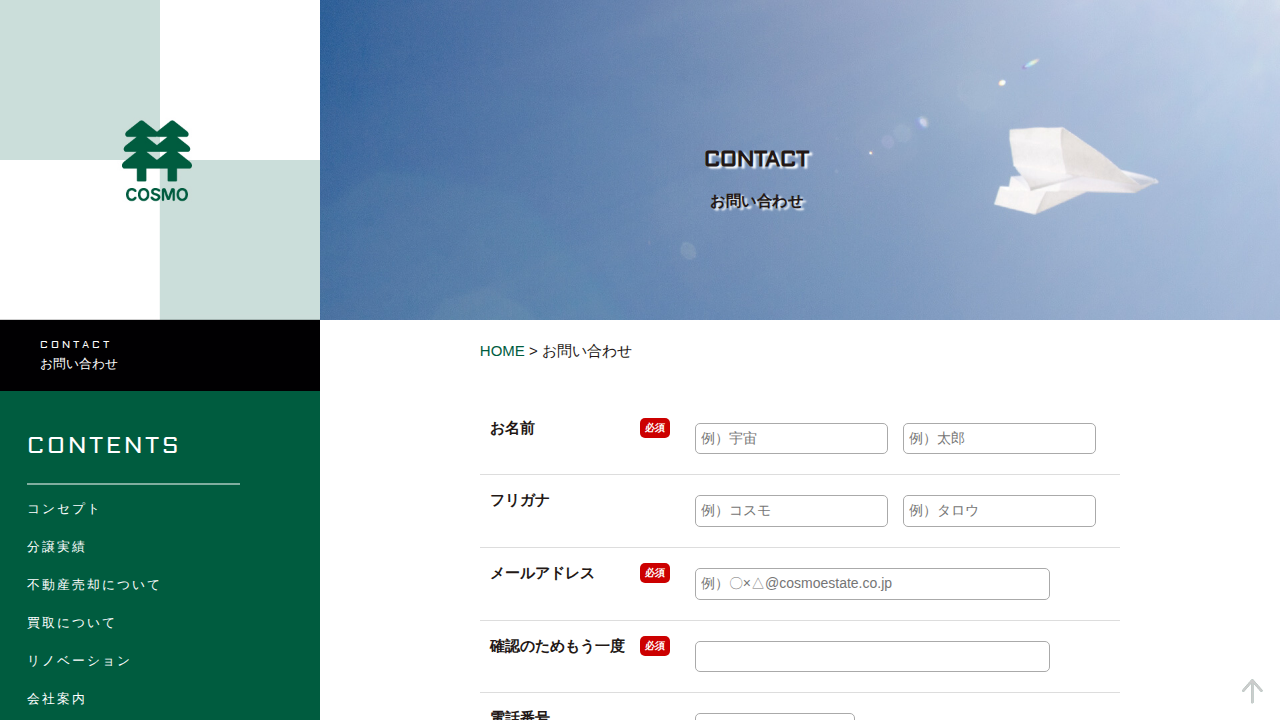 COSMO
CONTACT
お問い合わせ
CONTACT
お問い合わせ
CONTENTS
コンセプト
分譲実績
不動産売却について
買取について
リノベーション
会社案内
HOME > お問い合わせ
お名前 必須 例）宇宙 例）太郎
フリガナ 例）コスモ 例）タロウ
メールアドレス 必須 例）〇×△@cosmoestate.co.jp
確認のためもう一度 必須
電話番号